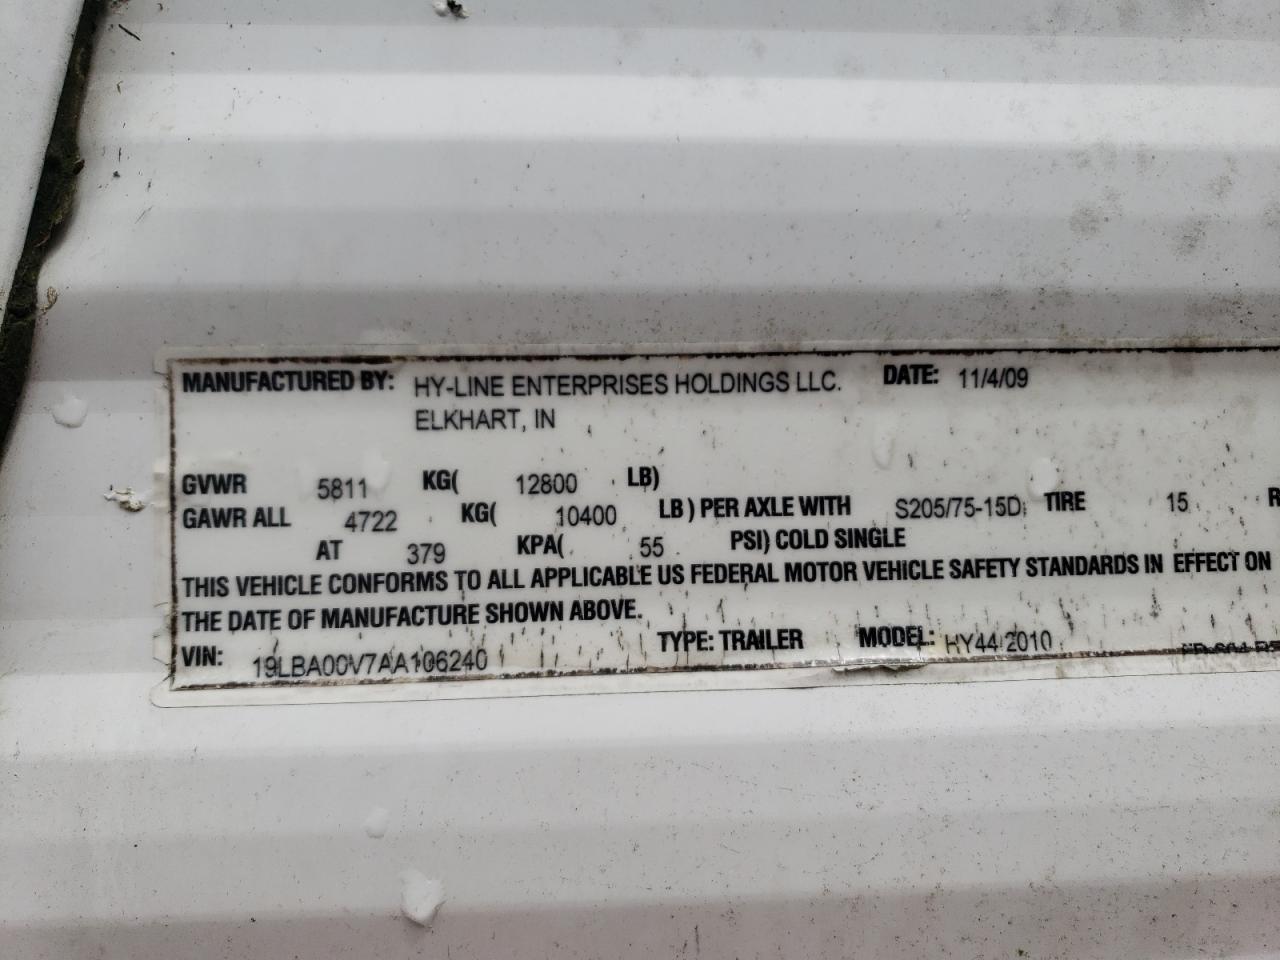 MANUFACTURED BY: HY-LINE ENTERPRISES HOLDINGS LLC. DATE: 11/4/09
ELKHART, IN
GVWR 5811 KG( 12800 LB)
GAWR ALL 4722 KG( 10400 LB ) PER AXLE WITH S205/75-15D TIRE 15 R
AT 379 KPA( 55 PSI) COLD SINGLE
THIS VEHICLE CONFORMS TO ALL APPLICABLE US FEDERAL MOTOR VEHICLE SAFETY STANDARDS IN EFFECT ON
THE DATE OF MANUFACTURE SHOWN ABOVE.
VIN: 19LBA00V7AA106240 TYPE: TRAILER MODEL: HY44 2010